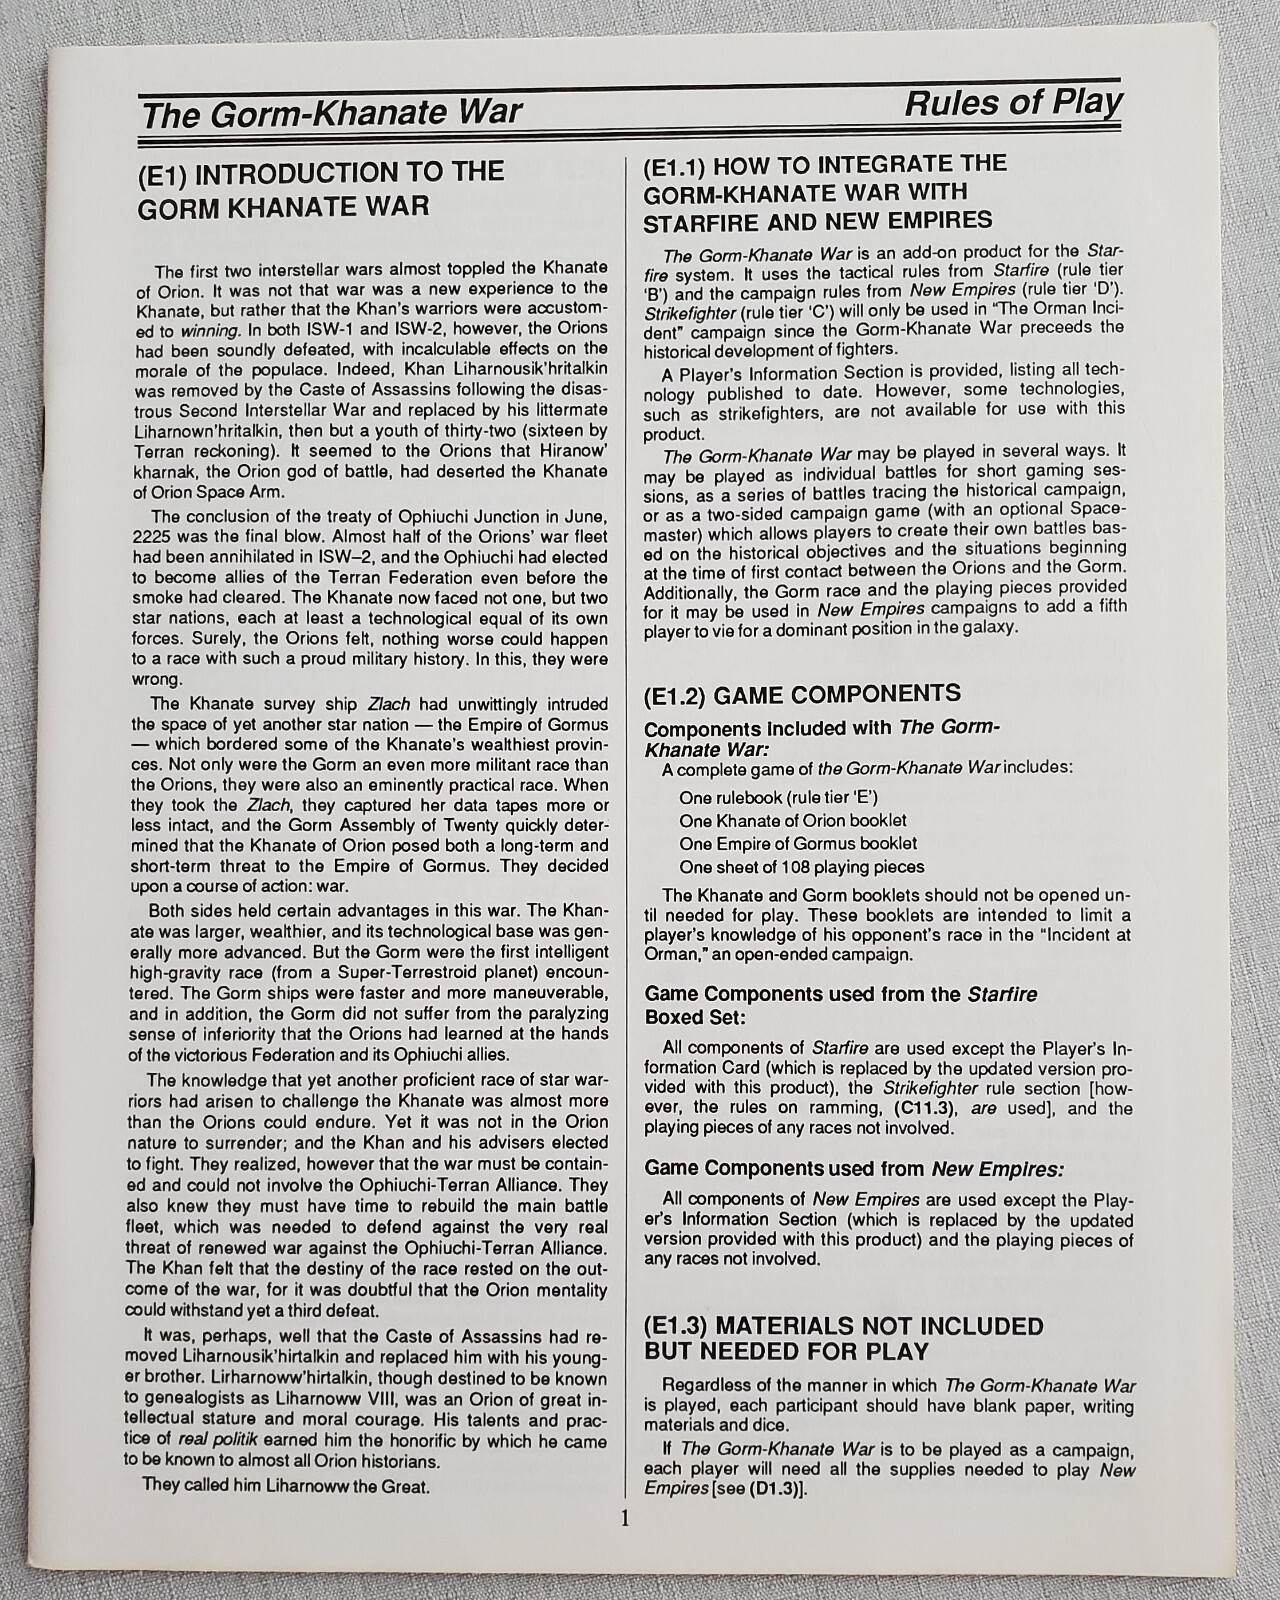 The Gorm-Khanate War
Rules of Play
(E1) INTRODUCTION TO THE
GORM KHANATE WAR
The first two interstellar wars almost toppled the Khanate
of Orion. It was not that war was a new experience to the
Khanate, but rather that the Khan's warriors were accustom-
ed to winning. In both ISW-1 and ISW-2, however, the Orions
had been soundly defeated, with incalculable effects on the
morale of the populace. Indeed, Khan Liharnousik'hritalkin
was removed by the Caste of Assassins following the disas-
trous Second Interstellar War and replaced by his littermate
Liharnown'hritalkin, then but a youth of thirty-two (sixteen by
Terran reckoning). It seemed to the Orions that Hiranow'
kharnak, the Orion god of battle, had deserted the Khanate
of Orion Space Arm.
The conclusion of the treaty of Ophiuchi Junction in June,
2225 was the final blow. Almost half of the Orions' war fleet
had been annihilated in ISW–2, and the Ophiuchi had elected
to become allies of the Terran Federation even before the
smoke had cleared. The Khanate now faced not one, but two
star nations, each at least a technological equal of its own
forces. Surely, the Orions felt, nothing worse could happen
to a race with such a proud military history. In this, they were
wrong.
The Khanate survey ship Zlach had unwittingly intruded
the space of yet another star nation — the Empire of Gormus
— which bordered some of the Khanate's wealthiest provin-
ces. Not only were the Gorm an even more militant race than
the Orions, they were also an eminently practical race. When
they took the Zlach, they captured her data tapes more or
less intact, and the Gorm Assembly of Twenty quickly deter-
mined that the Khanate of Orion posed both a long-term and
short-term threat to the Empire of Gormus. They decided
upon a course of action: war.
Both sides held certain advantages in this war. The Khan-
ate was larger, wealthier, and its technological base was gen-
erally more advanced. But the Gorm were the first intelligent
high-gravity race (from a Super-Terrestroid planet) encoun-
tered. The Gorm ships were faster and more maneuverable,
and in addition, the Gorm did not suffer from the paralyzing
sense of inferiority that the Orions had learned at the hands
of the victorious Federation and its Ophiuchi allies.
The knowledge that yet another proficient race of star war-
riors had arisen to challenge the Khanate was almost more
than the Orions could endure. Yet it was not in the Orion
nature to surrender; and the Khan and his advisers elected
to fight. They realized, however that the war must be contain-
ed and could not involve the Ophiuchi-Terran Alliance. They
also knew they must have time to rebuild the main battle
fleet, which was needed to defend against the very real
threat of renewed war against the Ophiuchi-Terran Alliance.
The Khan felt that the destiny of the race rested on the out-
come of the war, for it was doubtful that the Orion mentality
could withstand yet a third defeat.
It was, perhaps, well that the Caste of Assassins had re-
moved Liharnousik'hirtalkin and replaced him with his young-
er brother. Lirharnoww'hirtalkin, though destined to be known
to genealogists as Liharnoww VIII, was an Orion of great in-
tellectual stature and moral courage. His talents and prac-
tice of real politik earned him the honorific by which he came
to be known to almost all Orion historians.
They called him Liharnoww the Great.
(E1.1) HOW TO INTEGRATE THE
GORM-KHANATE WAR WITH
STARFIRE AND NEW EMPIRES
The Gorm-Khanate War is an add-on product for the Star-
fire system. It uses the tactical rules from Starfire (rule tier
'B') and the campaign rules from New Empires (rule tier 'D').
Strikefighter (rule tier 'C') will only be used in "The Orman Inci-
dent" campaign since the Gorm-Khanate War preceeds the
historical development of fighters.
A Player's Information Section is provided, listing all tech-
nology published to date. However, some technologies,
such as strikefighters, are not available for use with this
product.
The Gorm-Khanate War may be played in several ways. It
may be played as individual battles for short gaming ses-
sions, as a series of battles tracing the historical campaign,
or as a two-sided campaign game (with an optional Space-
master) which allows players to create their own battles bas-
ed on the historical objectives and the situations beginning
at the time of first contact between the Orions and the Gorm.
Additionally, the Gorm race and the playing pieces provided
for it may be used in New Empires campaigns to add a fifth
player to vie for a dominant position in the galaxy.
(E1.2) GAME COMPONENTS
Components Included with The Gorm-
Khanate War:
A complete game of the Gorm-Khanate War includes:
One rulebook (rule tier 'E')
One Khanate of Orion booklet
One Empire of Gormus booklet
One sheet of 108 playing pieces
The Khanate and Gorm booklets should not be opened un-
til needed for play. These booklets are intended to limit a
player's knowledge of his opponent's race in the "Incident at
Orman," an open-ended campaign.
Game Components used from the Starfire
Boxed Set:
All components of Starfire are used except the Player's In-
formation Card (which is replaced by the updated version pro-
vided with this product), the Strikefighter rule section [how-
ever, the rules on ramming, (C11.3), are used], and the
playing pieces of any races not involved.
Game Components used from New Empires:
All components of New Empires are used except the Play-
er's Information Section (which is replaced by the updated
version provided with this product) and the playing pieces of
any races not involved.
(E1.3) MATERIALS NOT INCLUDED
BUT NEEDED FOR PLAY
Regardless of the manner in which The Gorm-Khanate War
is played, each participant should have blank paper, writing
materials and dice.
If The Gorm-Khanate War is to be played as a campaign,
each player will need all the supplies needed to play New
Empires [see (D1.3)].
1